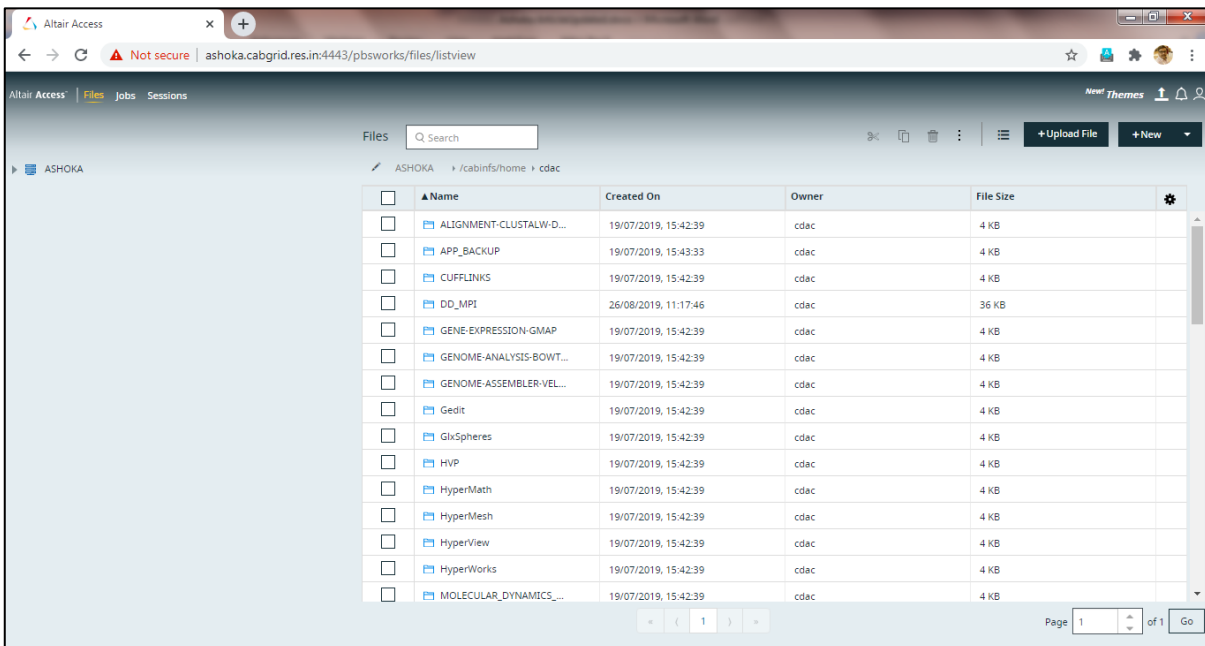 Altair Access
Not secure | ashoka.cabgrid.res.in:4443/pbsworks/files/listview
Altair Access™ | Files Jobs Sessions New! Themes
Files Search +Upload File +New
ASHOKA ASHOKA /cabinfs/home cdac
Name Created On Owner File Size
ALIGNMENT-CLUSTALW-D... 19/07/2019, 15:42:39 cdac 4 KB
APP_BACKUP 19/07/2019, 15:43:33 cdac 4 KB
CUFFLINKS 19/07/2019, 15:42:39 cdac 4 KB
DD_MPI 26/08/2019, 11:17:46 cdac 36 KB
GENE-EXPRESSION-GMAP 19/07/2019, 15:42:39 cdac 4 KB
GENOME-ANALYSIS-BOWT... 19/07/2019, 15:42:39 cdac 4 KB
GENOME-ASSEMBLER-VEL... 19/07/2019, 15:42:39 cdac 4 KB
Gedit 19/07/2019, 15:42:39 cdac 4 KB
GlxSpheres 19/07/2019, 15:42:39 cdac 4 KB
HVP 19/07/2019, 15:42:39 cdac 4 KB
HyperMath 19/07/2019, 15:42:39 cdac 4 KB
HyperMesh 19/07/2019, 15:42:39 cdac 4 KB
HyperView 19/07/2019, 15:42:39 cdac 4 KB
HyperWorks 19/07/2019, 15:42:39 cdac 4 KB
MOLECULAR_DYNAMICS_... 19/07/2019, 15:42:39 cdac 4 KB
« ⟨ 1 ⟩ » Page 1 of 1 Go